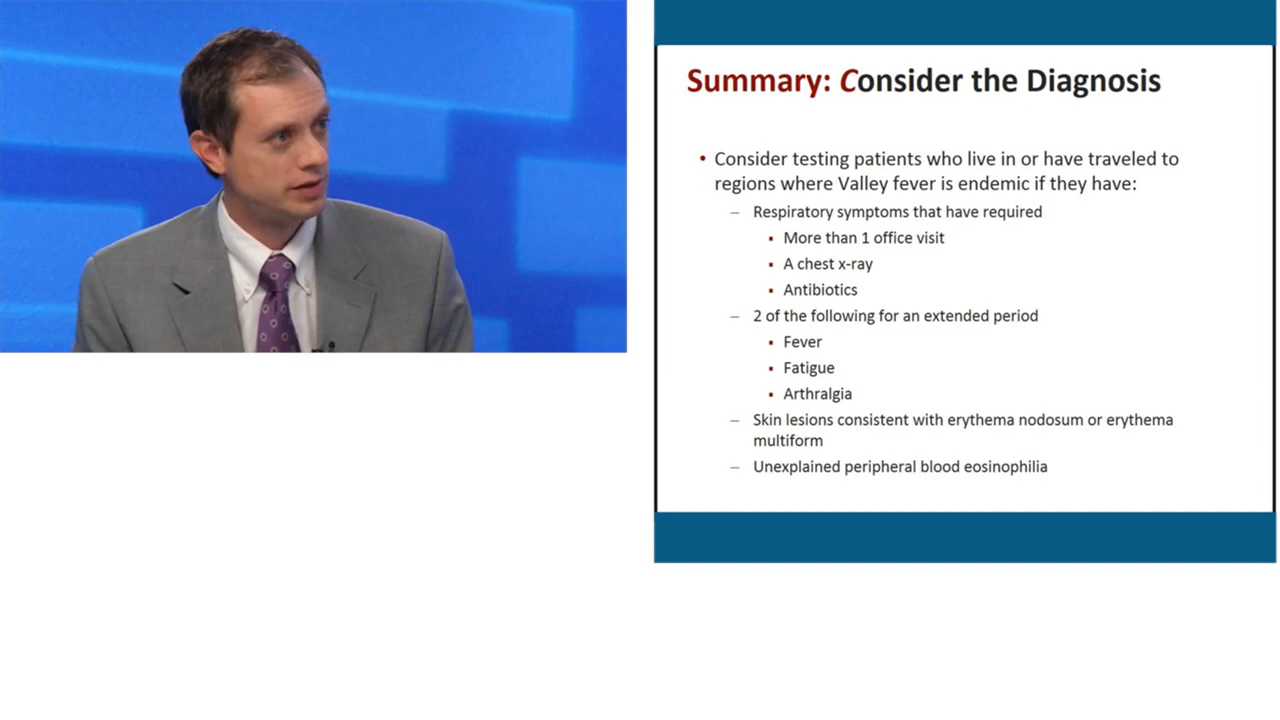 Summary: Consider the Diagnosis
• Consider testing patients who live in or have traveled to
regions where Valley fever is endemic if they have:
– Respiratory symptoms that have required
▪ More than 1 office visit
▪ A chest x-ray
▪ Antibiotics
– 2 of the following for an extended period
▪ Fever
▪ Fatigue
▪ Arthralgia
– Skin lesions consistent with erythema nodosum or erythema
multiform
– Unexplained peripheral blood eosinophilia